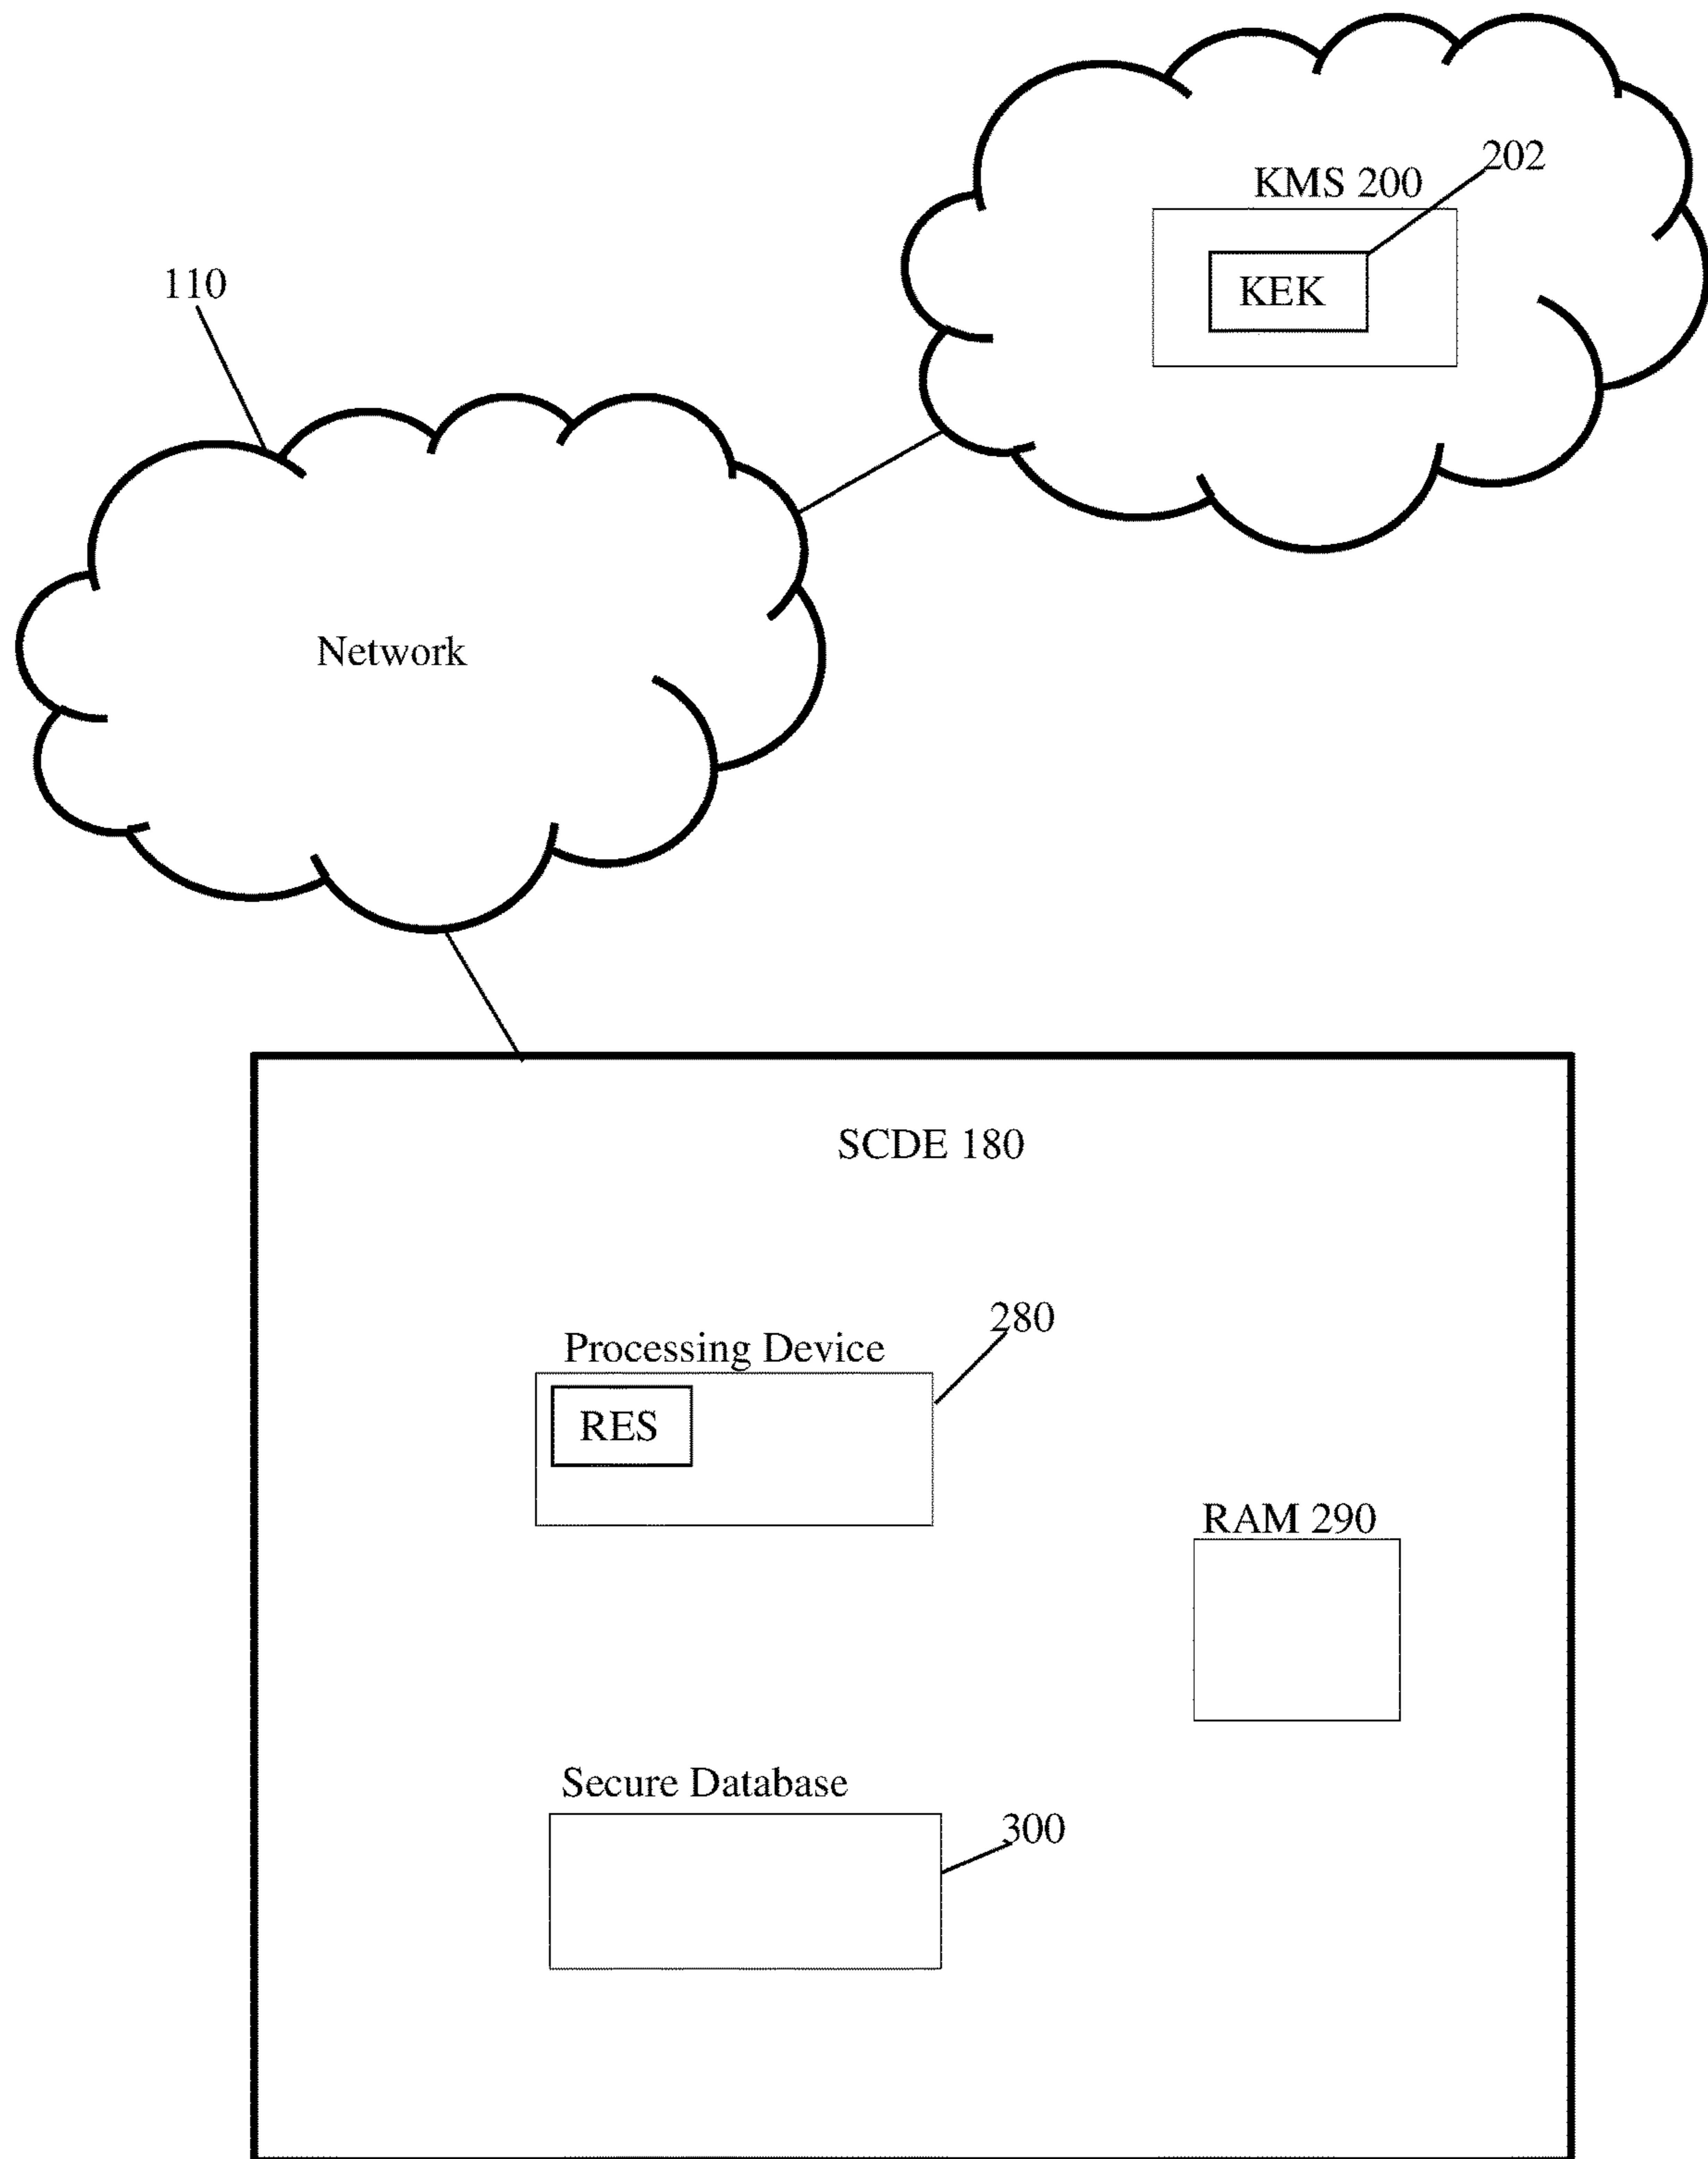 202
KMS 200
KEK
110
Network
SCDE 180
280
Processing Device
RES
RAM 290
Secure Database
300